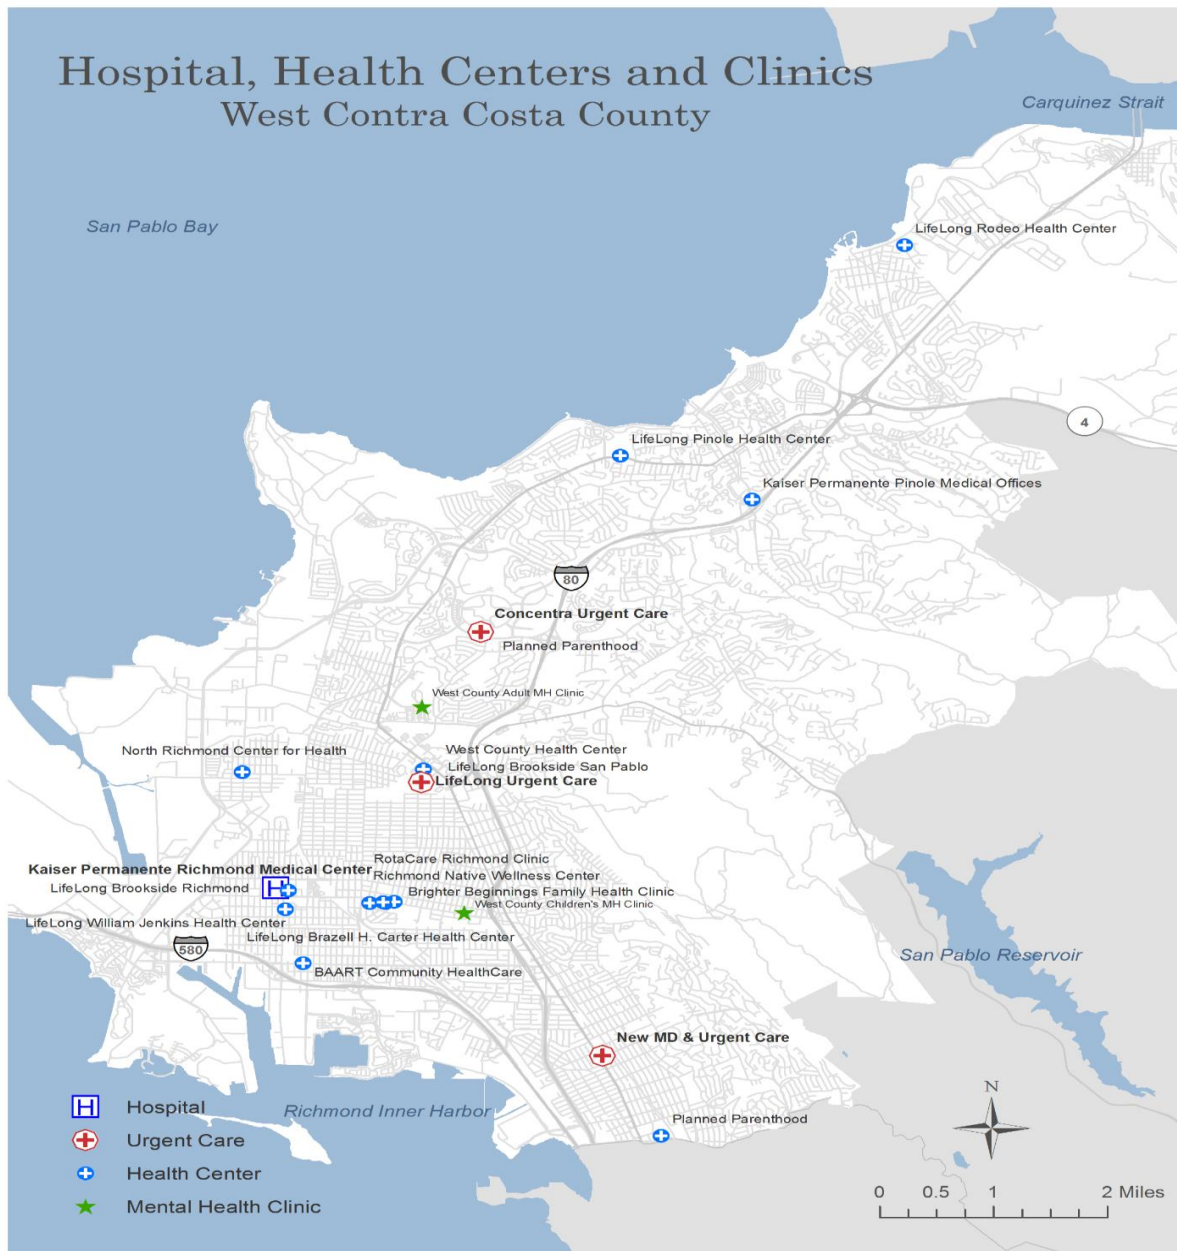 Hospital, Health Centers and Clinics
West Contra Costa County
Carquinez Strait
San Pablo Bay
LifeLong Rodeo Health Center
4
LifeLong Pinole Health Center
Kaiser Permanente Pinole Medical Offices
80
Concentra Urgent Care
Planned Parenthood
West County Adult MH Clinic
North Richmond Center for Health
West County Health Center
LifeLong Brookside San Pablo
LifeLong Urgent Care
RotaCare Richmond Clinic
Kaiser Permanente Richmond Medical Center
Richmond Native Wellness Center
LifeLong Brookside Richmond
H
Brighter Beginnings Family Health Clinic
West County Children's MH Clinic
LifeLong William Jenkins Health Center
LifeLong Brazell H. Carter Health Center
580
San Pablo Reservoir
BAART Community HealthCare
New MD & Urgent Care
N
H Hospital
Richmond Inner Harbor
Planned Parenthood
Urgent Care
Health Center
Mental Health Clinic
0 0.5 1 2 Miles